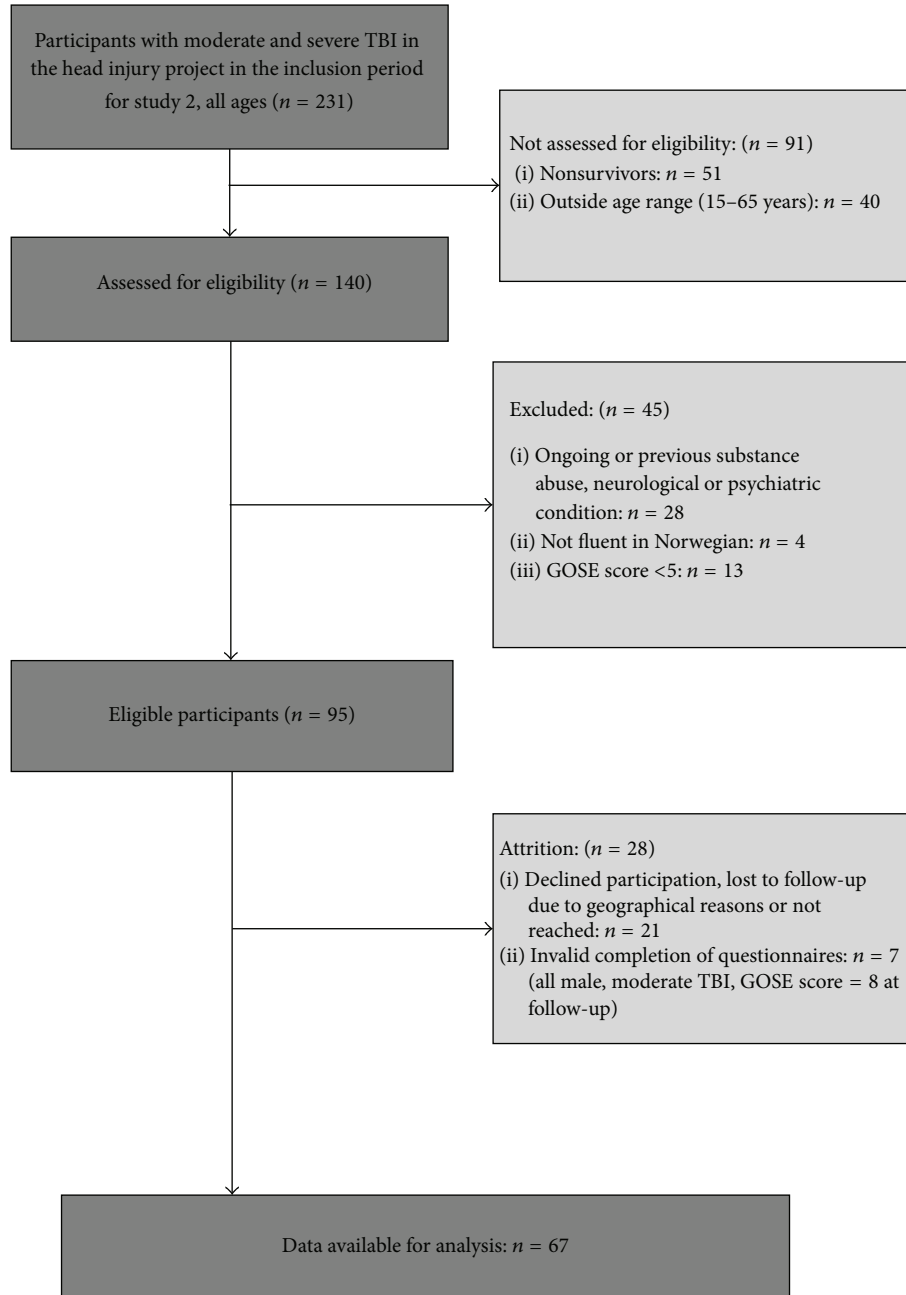 Participants with moderate and severe TBI in
the head injury project in the inclusion period
for study 2, all ages (n = 231)
Not assessed for eligibility: (n = 91)
(i) Nonsurvivors: n = 51
(ii) Outside age range (15–65 years): n = 40
Assessed for eligibility (n = 140)
Excluded: (n = 45)
(i) Ongoing or previous substance
abuse, neurological or psychiatric
condition: n = 28
(ii) Not fluent in Norwegian: n = 4
(iii) GOSE score <5: n = 13
Eligible participants (n = 95)
Attrition: (n = 28)
(i) Declined participation, lost to follow-up
due to geographical reasons or not
reached: n = 21
(ii) Invalid completion of questionnaires: n = 7
(all male, moderate TBI, GOSE score = 8 at
follow-up)
Data available for analysis: n = 67